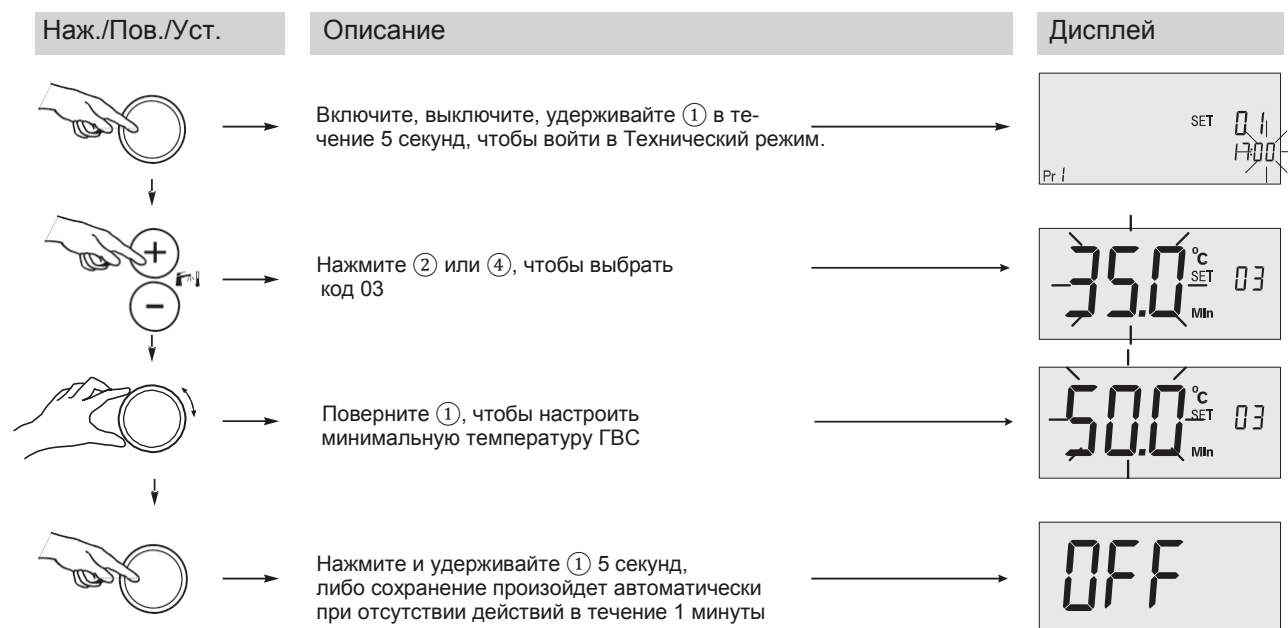 Наж./Пов./Уст. Описание Дисплей
Включите, выключите, удерживайте ① в те-
чение 5 секунд, чтобы войти в Технический режим.
SET 01
17:00
Pr 1
+
−
Нажмите ② или ④, чтобы выбрать
код 03
35.0 °C
SET 03
Min
Поверните ①, чтобы настроить
минимальную температуру ГВС
50.0 °C
SET 03
Min
Нажмите и удерживайте ① 5 секунд,
либо сохранение произойдет автоматически
при отсутствии действий в течение 1 минуты
OFF